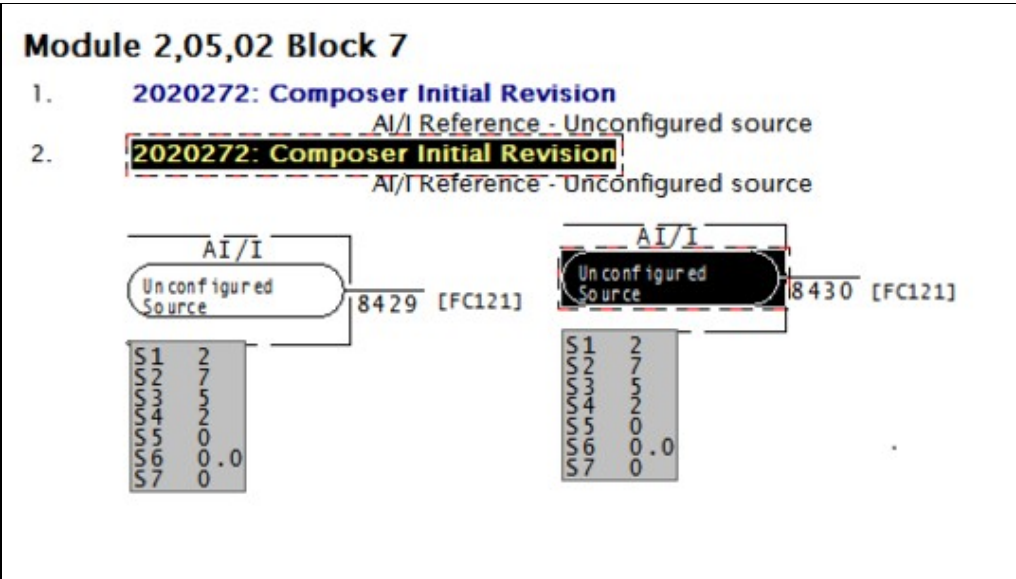 Module 2,05,02 Block 7
1. 2020272: Composer Initial Revision
AI/I Reference - Unconfigured source
2. 2020272: Composer Initial Revision
AI/I Reference - Unconfigured source
AI/I
Unconfigured
Source
8429 [FC121]
S1 2
S2 7
S3 5
S4 2
S5 0
S6 0.0
S7 0
AI/I
Unconfigured
Source
8430 [FC121]
S1 2
S2 7
S3 5
S4 2
S5 0
S6 0.0
S7 0